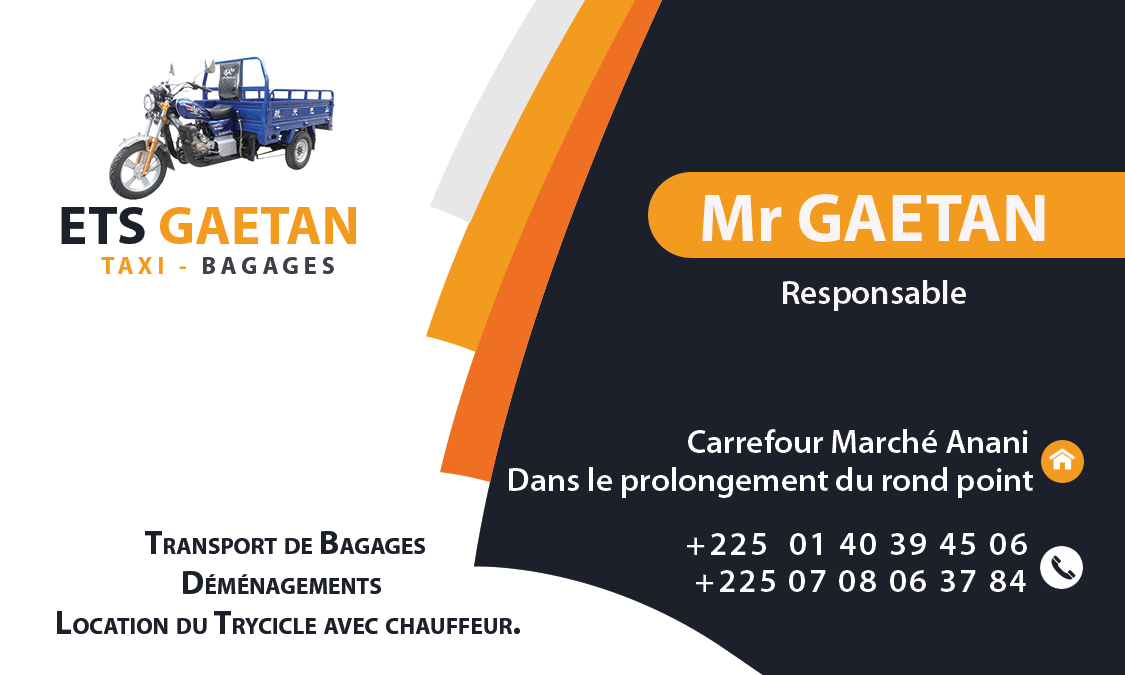 ETS GAETAN
TAXI - BAGAGES
Mr GAETAN
Responsable
Carrefour Marché Anani
Dans le prolongement du rond point
+225 01 40 39 45 06
+225 07 08 06 37 84
Transport de Bagages
Déménagements
Location du Trycicle avec chauffeur.